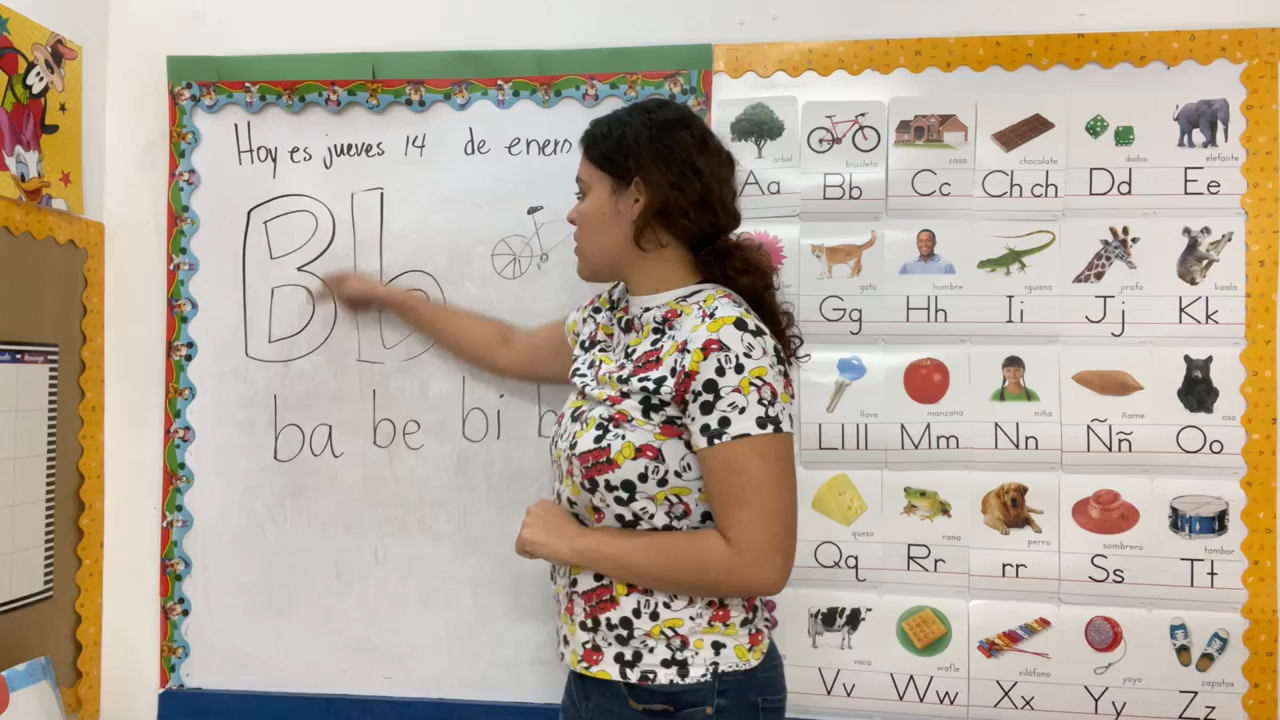 Hoy es jueves 14 de enero
Bb
ba be bi b
árbol bicicleta casa chocolate dados elefante
Aa Bb Cc Ch ch Dd Ee
gato hombre iguana jirafa koala
Gg Hh Ii Jj Kk
llave manzana niña ñame oso
Ll ll Mm Nn Ññ Oo
queso rana perro sombrero tambor
Qq Rr rr Ss Tt
vaca wafle xilófono yoyo zapatos
Vv Ww Xx Yy Zz